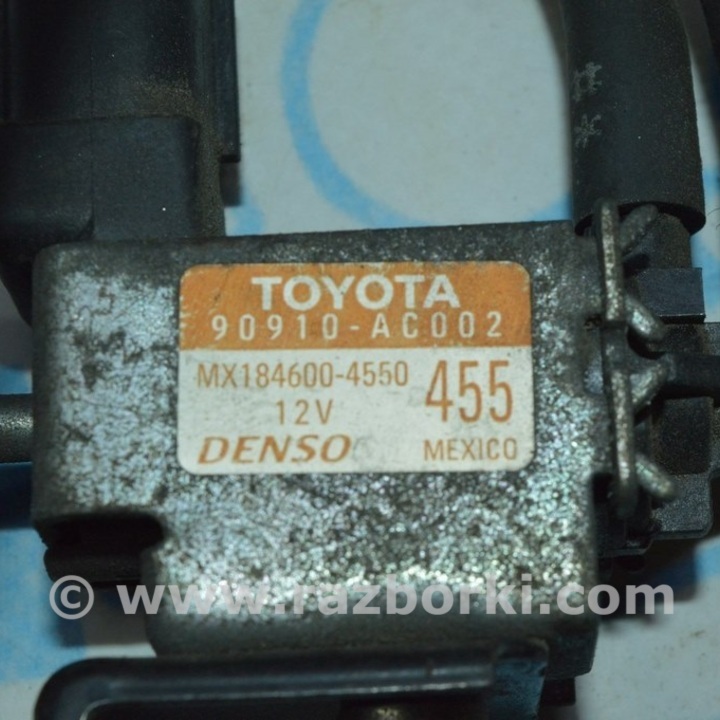 TOYOTA
90910-AC002
MX184600-4550
12V
455
DENSO
MEXICO
© www.razborki.com